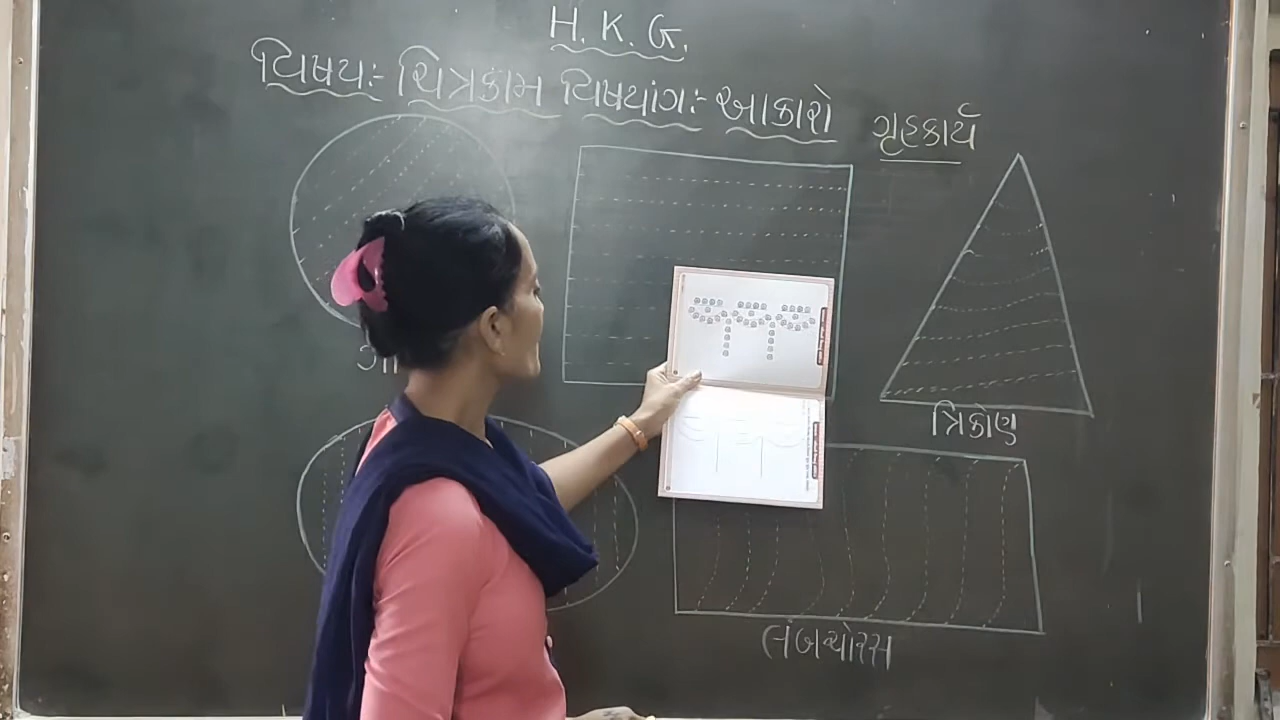 H. K. G.
વિષય:- ચિત્રકામ વિષયાંગ:- આકારો
ગૃહકાર્ય
ત્રિકોણ
લંબચોરસ